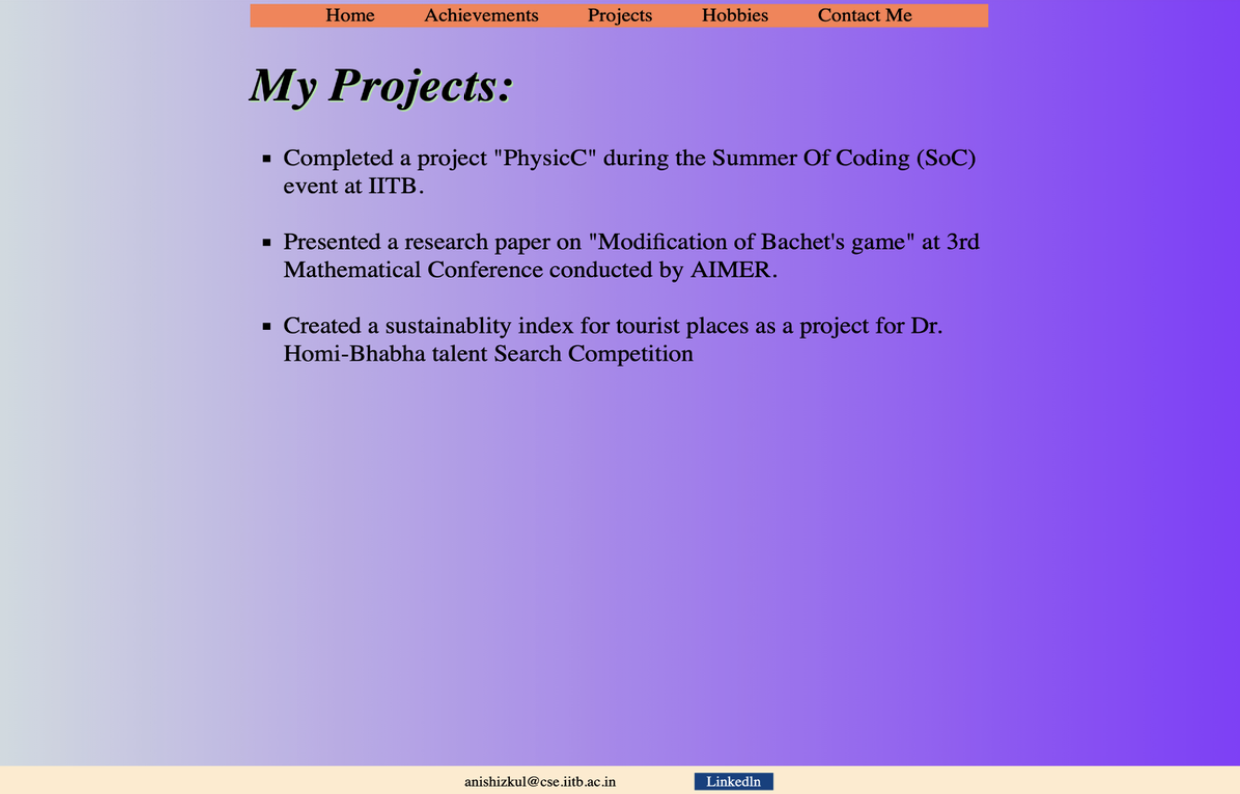 Home Achievements Projects Hobbies Contact Me
My Projects:
Completed a project "PhysicC" during the Summer Of Coding (SoC)
event at IITB.
Presented a research paper on "Modification of Bachet's game" at 3rd
Mathematical Conference conducted by AIMER.
Created a sustainablity index for tourist places as a project for Dr.
Homi-Bhabha talent Search Competition
anishizkul@cse.iitb.ac.in LinkedIn